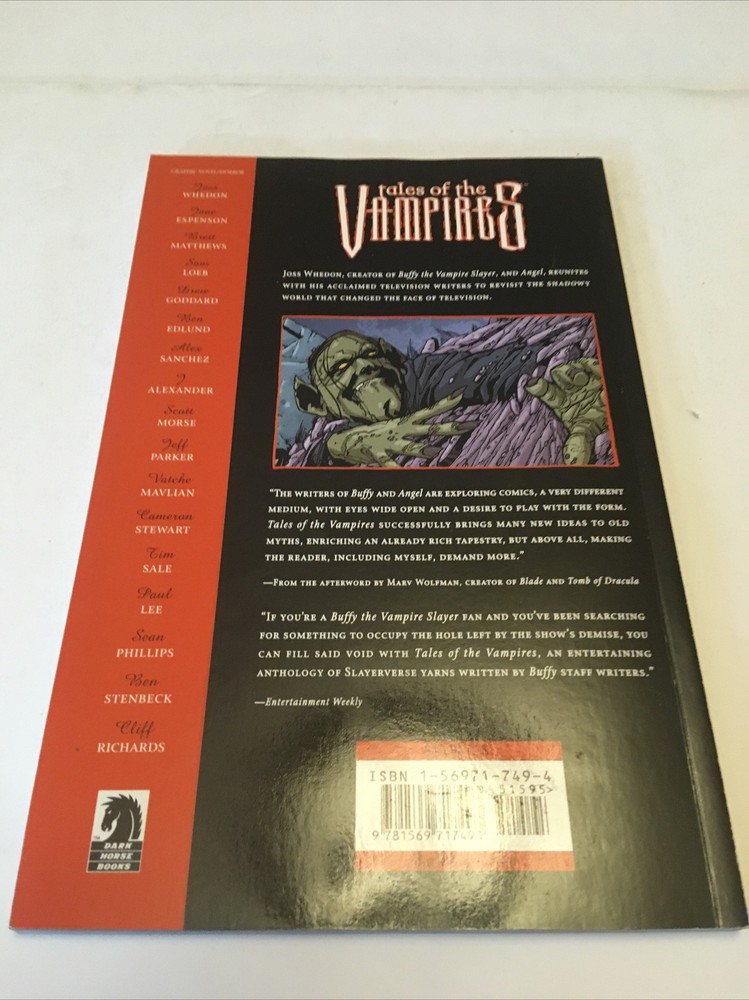 GRAPHIC NOVEL/HORROR
Joss
WHEDON
Jane
ESPENSON
Brett
MATTHEWS
Sam
LOEB
Drew
GODDARD
Ben
EDLUND
Alex
SANCHEZ
J
ALEXANDER
Scott
MORSE
Jeff
PARKER
Vatche
MAVLIAN
Cameron
STEWART
Tim
SALE
Paul
LEE
Sean
PHILLIPS
Ben
STENBECK
Cliff
RICHARDS
DARK
HORSE
BOOKS
tales of the
VAMPIRES
JOSS WHEDON, CREATOR OF Buffy the Vampire Slayer, AND Angel, REUNITES
WITH HIS ACCLAIMED TELEVISION WRITERS TO REVISIT THE SHADOWY
WORLD THAT CHANGED THE FACE OF TELEVISION.
"THE WRITERS OF Buffy AND Angel ARE EXPLORING COMICS, A VERY DIFFERENT
MEDIUM, WITH EYES WIDE OPEN AND A DESIRE TO PLAY WITH THE FORM.
Tales of the Vampires SUCCESSFULLY BRINGS MANY NEW IDEAS TO OLD
MYTHS, ENRICHING AN ALREADY RICH TAPESTRY, BUT ABOVE ALL, MAKING
THE READER, INCLUDING MYSELF, DEMAND MORE."
—FROM THE AFTERWORD BY MARV WOLFMAN, CREATOR OF Blade AND Tomb of Dracula
"IF YOU'RE A Buffy the Vampire Slayer FAN AND YOU'VE BEEN SEARCHING
FOR SOMETHING TO OCCUPY THE HOLE LEFT BY THE SHOW'S DEMISE, YOU
CAN FILL SAID VOID WITH Tales of the Vampires, AN ENTERTAINING
ANTHOLOGY OF SLAYERVERSE YARNS WRITTEN BY Buffy STAFF WRITERS."
—Entertainment Weekly
ISBN 1-56971-749-4
51595>
9 781569 717493